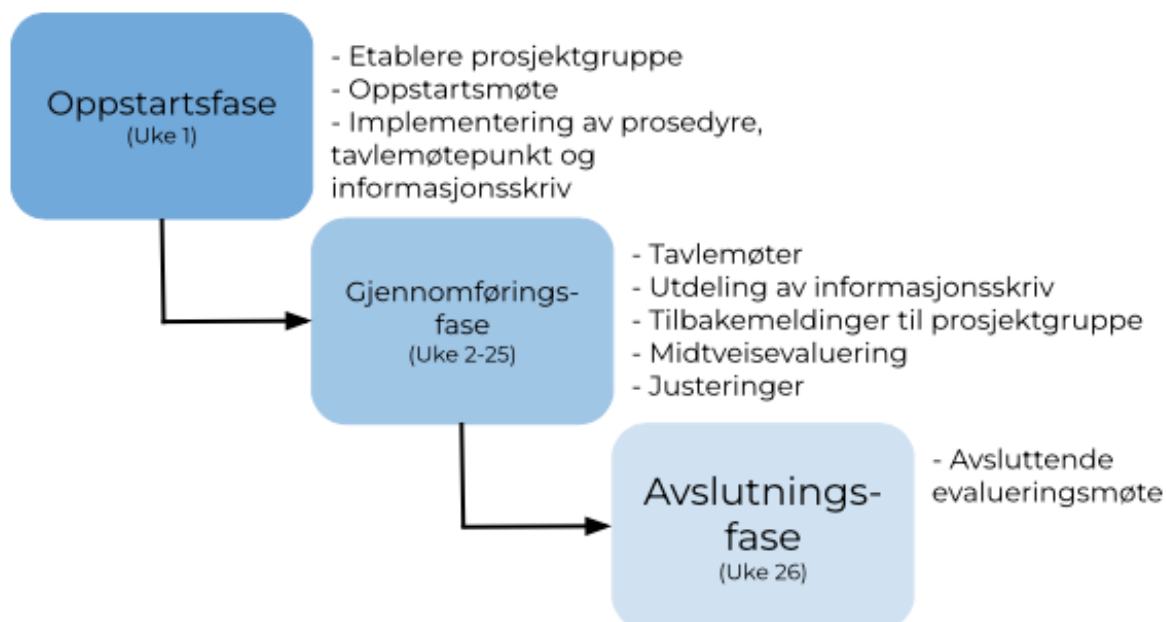 Oppstartsfase
(Uke 1)
- Etablere prosjektgruppe
- Oppstartsmøte
- Implementering av prosedyre,
tavlemøtepunkt og
informasjonsskriv
Gjennomførings-
fase
(Uke 2-25)
- Tavlemøter
- Utdeling av informasjonsskriv
- Tilbakemeldinger til prosjektgruppe
- Midtveisevaluering
- Justeringer
Avslutnings-
fase
(Uke 26)
- Avsluttende
evalueringsmøte